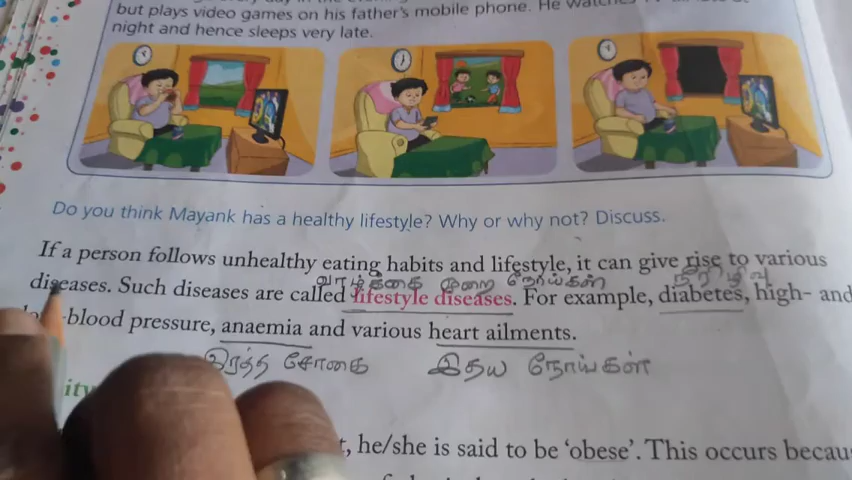 but plays video games on his father's mobile phone. He watches
night and hence sleeps very late.
Do you think Mayank has a healthy lifestyle? Why or why not? Discuss.
If a person follows unhealthy eating habits and lifestyle, it can give rise to various
வாழ்க்கை முறை நோய்கள் நீரிழிவு
diseases. Such diseases are called lifestyle diseases. For example, diabetes, high- and
-blood pressure, anaemia and various heart ailments.
இரத்த சோகை இதய நோய்கள்
he/she is said to be 'obese'. This occurs